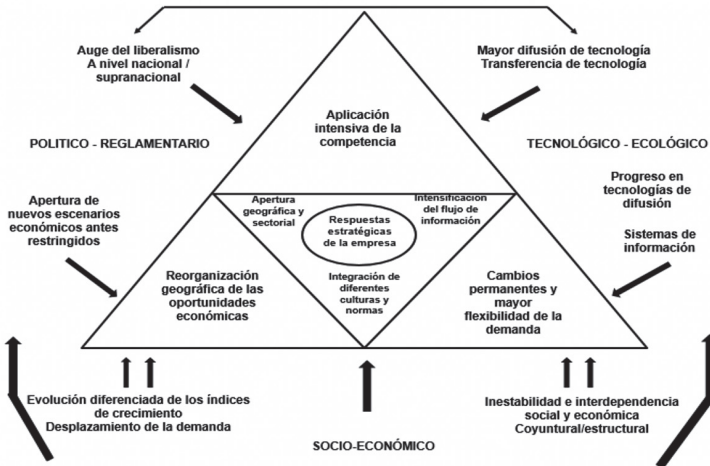 Auge del liberalismo
A nivel nacional /
supranacional
Mayor difusión de tecnología
Transferencia de tecnología
Aplicación
intensiva de la
competencia
POLITICO - REGLAMENTARIO
TECNOLÓGICO - ECOLÓGICO
Apertura de
nuevos escenarios
económicos antes
restringidos
Progreso en
tecnologías de
difusión
Sistemas de
información
Apertura
geográfica y
sectorial
Intensificación
del flujo de
información
Respuestas
estratégicas
de la empresa
Integración de
diferentes
culturas y
normas
Reorganización
geográfica de las
oportunidades
económicas
Cambios
permanentes y
mayor
flexibilidad de la
demanda
Evolución diferenciada de los índices
de crecimiento
Desplazamiento de la demanda
Inestabilidad e interdependencia
social y económica
Coyuntural/estructural
SOCIO-ECONÓMICO